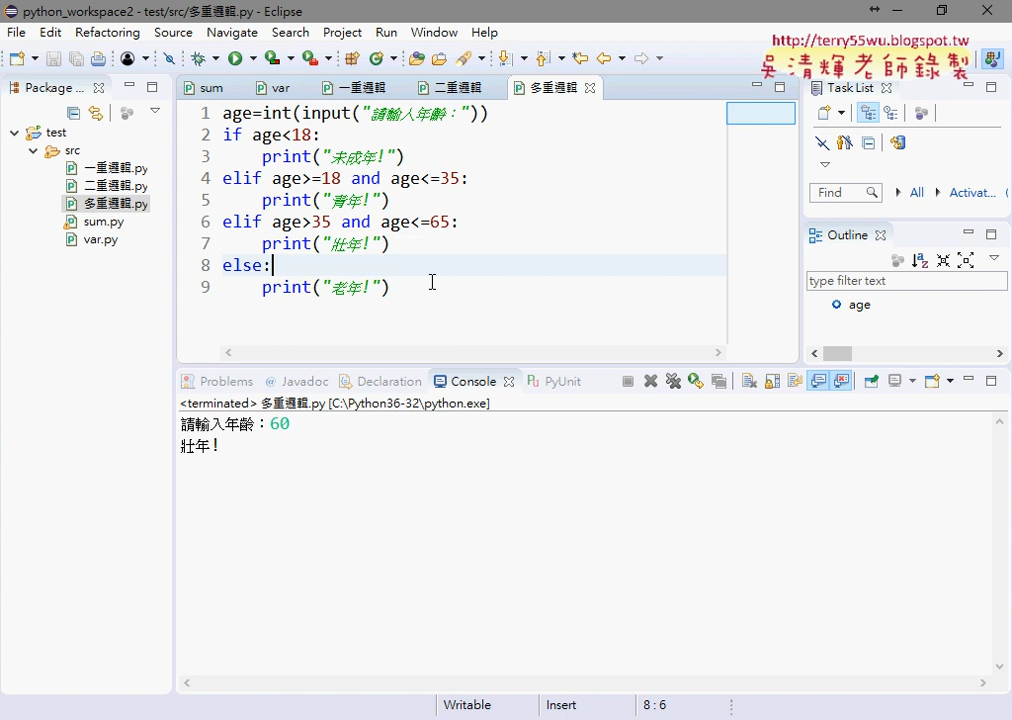 python_workspace2 - test/src/多重邏輯.py - Eclipse
File Edit Refactoring Source Refactoring Navigate Search Project Run Window Help
http://terry55wu.blogspot.tw
吳清輝老師錄製
Package ...
sum
var
一重邏輯
二重邏輯
多重邏輯
Task List
test
src
一重邏輯.py
二重邏輯.py
多重邏輯.py
sum.py
var.py
1 age=int(input("請輸入年齡："))
2 if age<18:
3 print("未成年!")
4 elif age>=18 and age<=35:
5 print("青年!")
6 elif age>35 and age<=65:
7 print("壯年!")
8 else:
9 print("老年!")
Find
All
Activat...
Outline
type filter text
age
Problems
@ Javadoc
Declaration
Console
PyUnit
<terminated> 多重邏輯.py [C:\Python36-32\python.exe]
請輸入年齡：60
壯年!
Writable
Insert
8 : 6